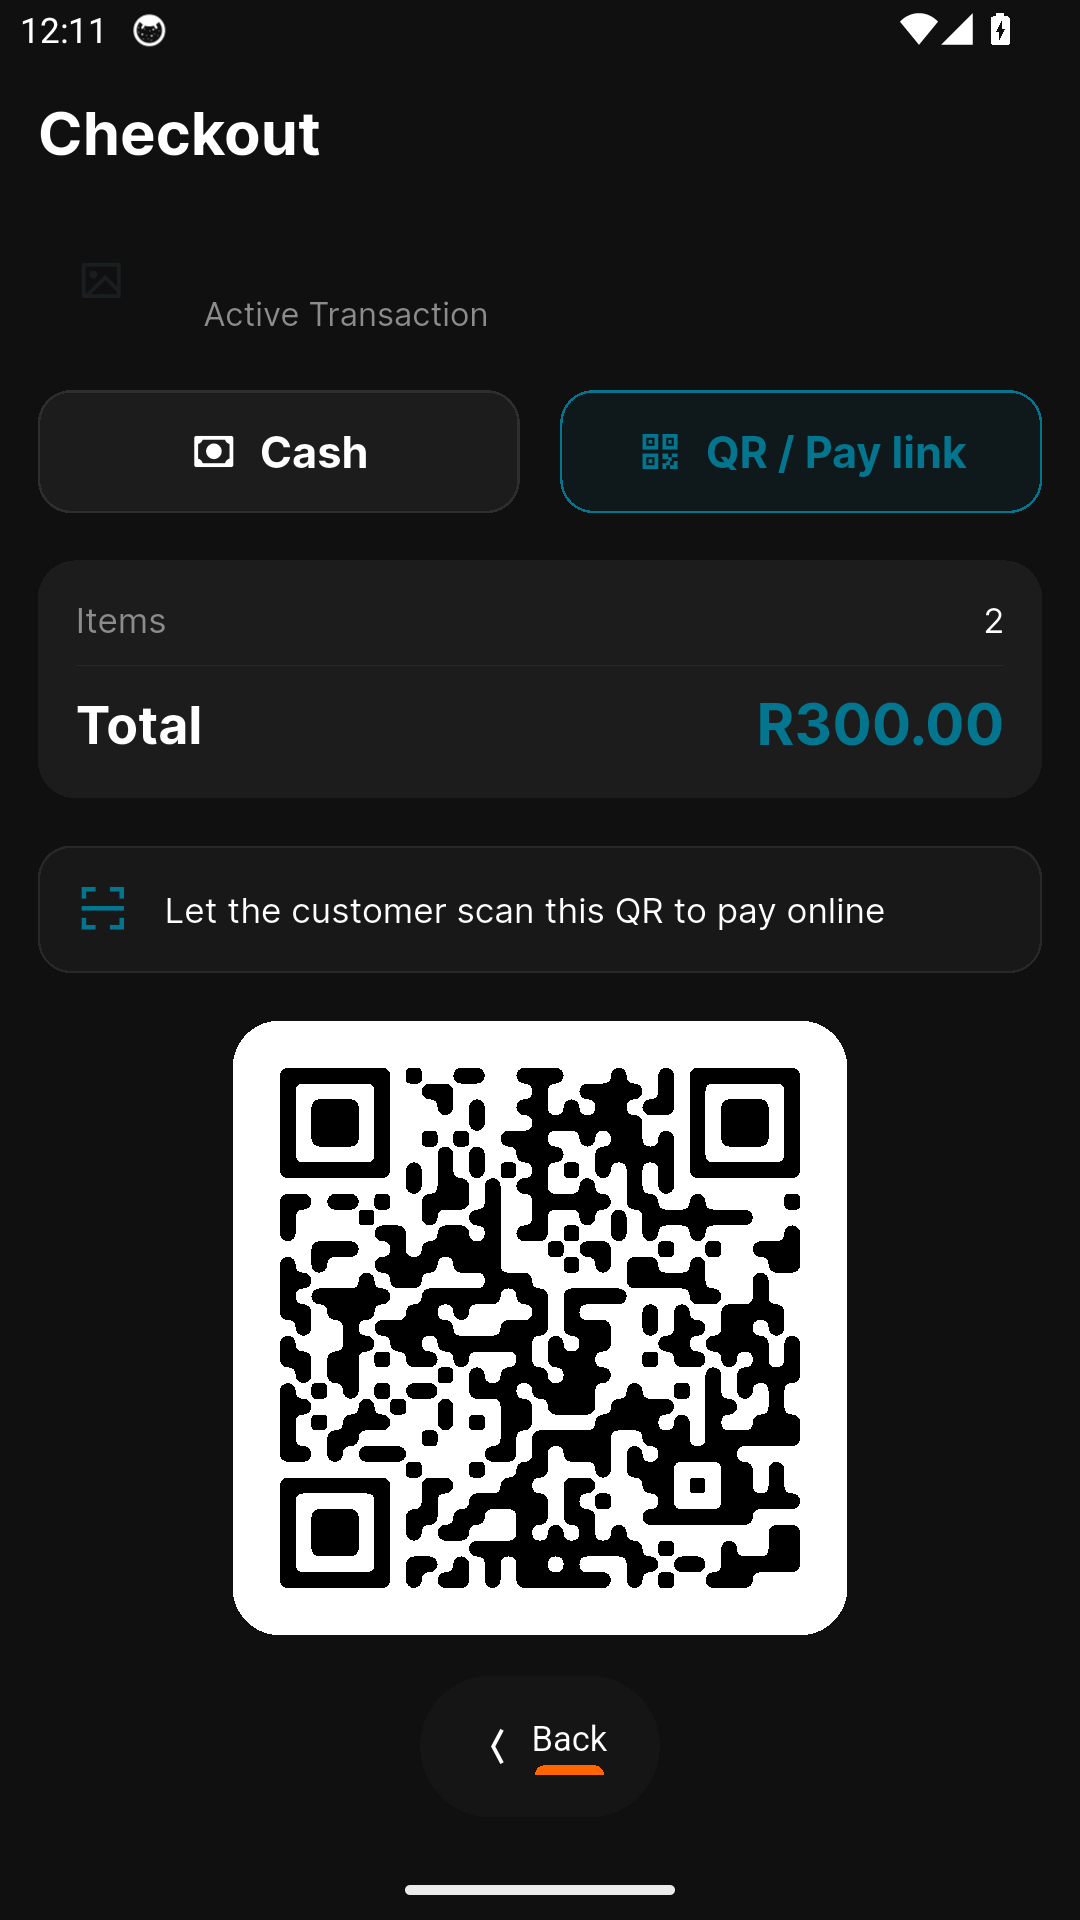 12:11
Checkout
Active Transaction
Cash
QR / Pay link
Items 2
Total R300.00
Let the customer scan this QR to pay online
Back